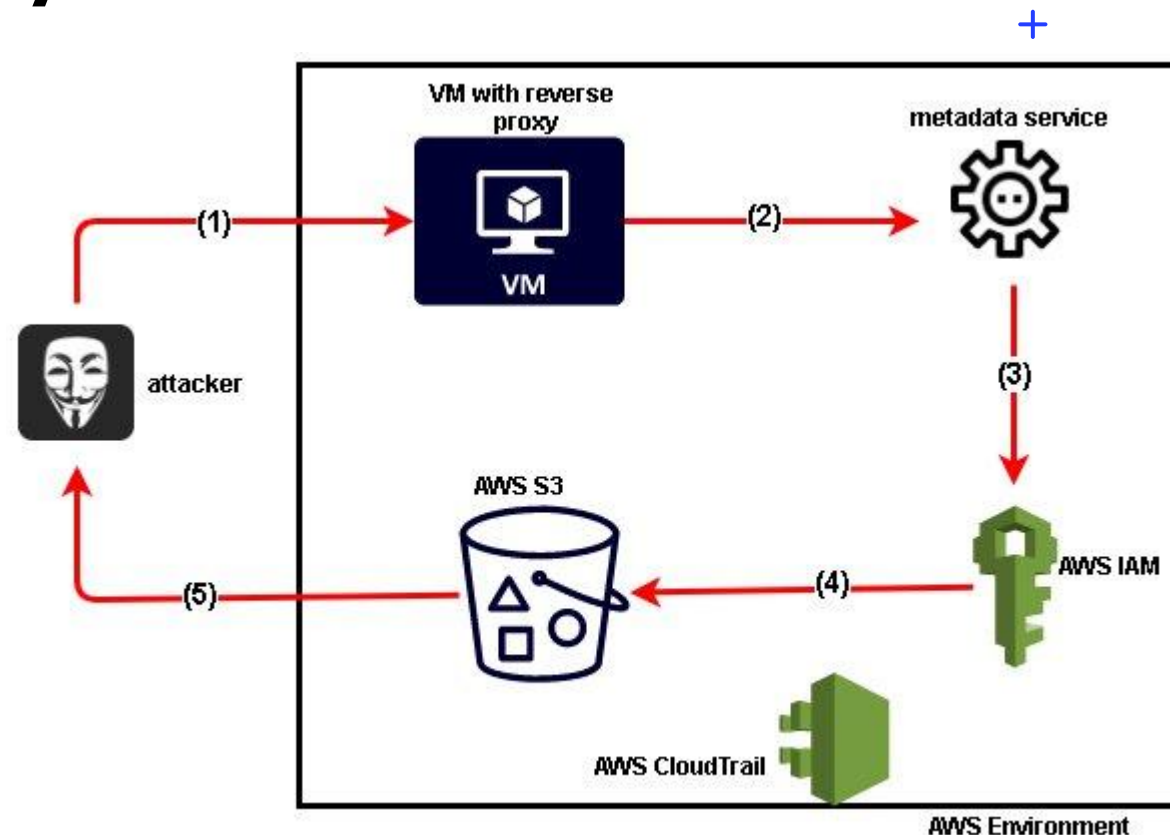 VM with reverse
proxy
metadata service
(1)
(2)
VM
attacker
(3)
AWS S3
AWS IAM
(4)
(5)
AWS CloudTrail
AWS Environment